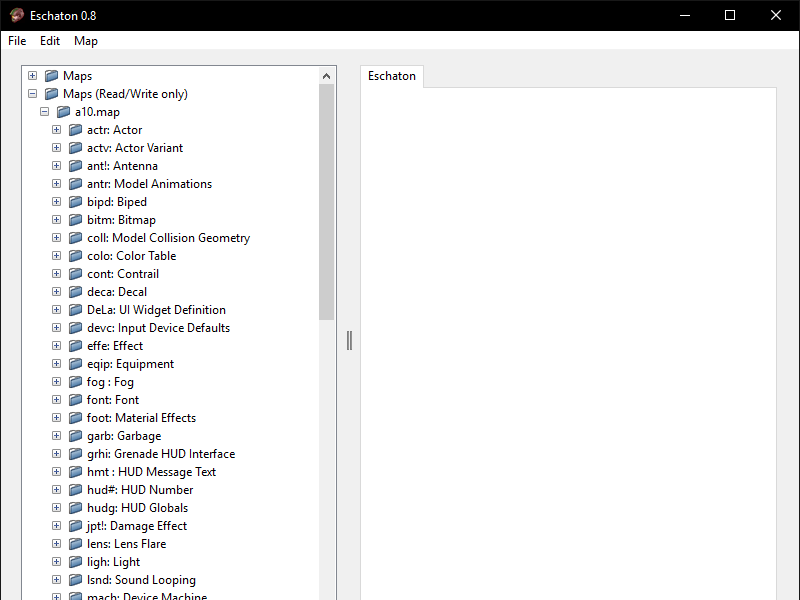 Eschaton 0.8
File Edit Map
Maps
Maps (Read/Write only)
a10.map
actr: Actor
actv: Actor Variant
ant!: Antenna
antr: Model Animations
bipd: Biped
bitm: Bitmap
coll: Model Collision Geometry
colo: Color Table
cont: Contrail
deca: Decal
DeLa: UI Widget Definition
devc: Input Device Defaults
effe: Effect
eqip: Equipment
fog : Fog
font: Font
foot: Material Effects
garb: Garbage
grhi: Grenade HUD Interface
hmt : HUD Message Text
hud#: HUD Number
hudg: HUD Globals
jpt!: Damage Effect
lens: Lens Flare
ligh: Light
lsnd: Sound Looping
mach: Device Machine
Eschaton